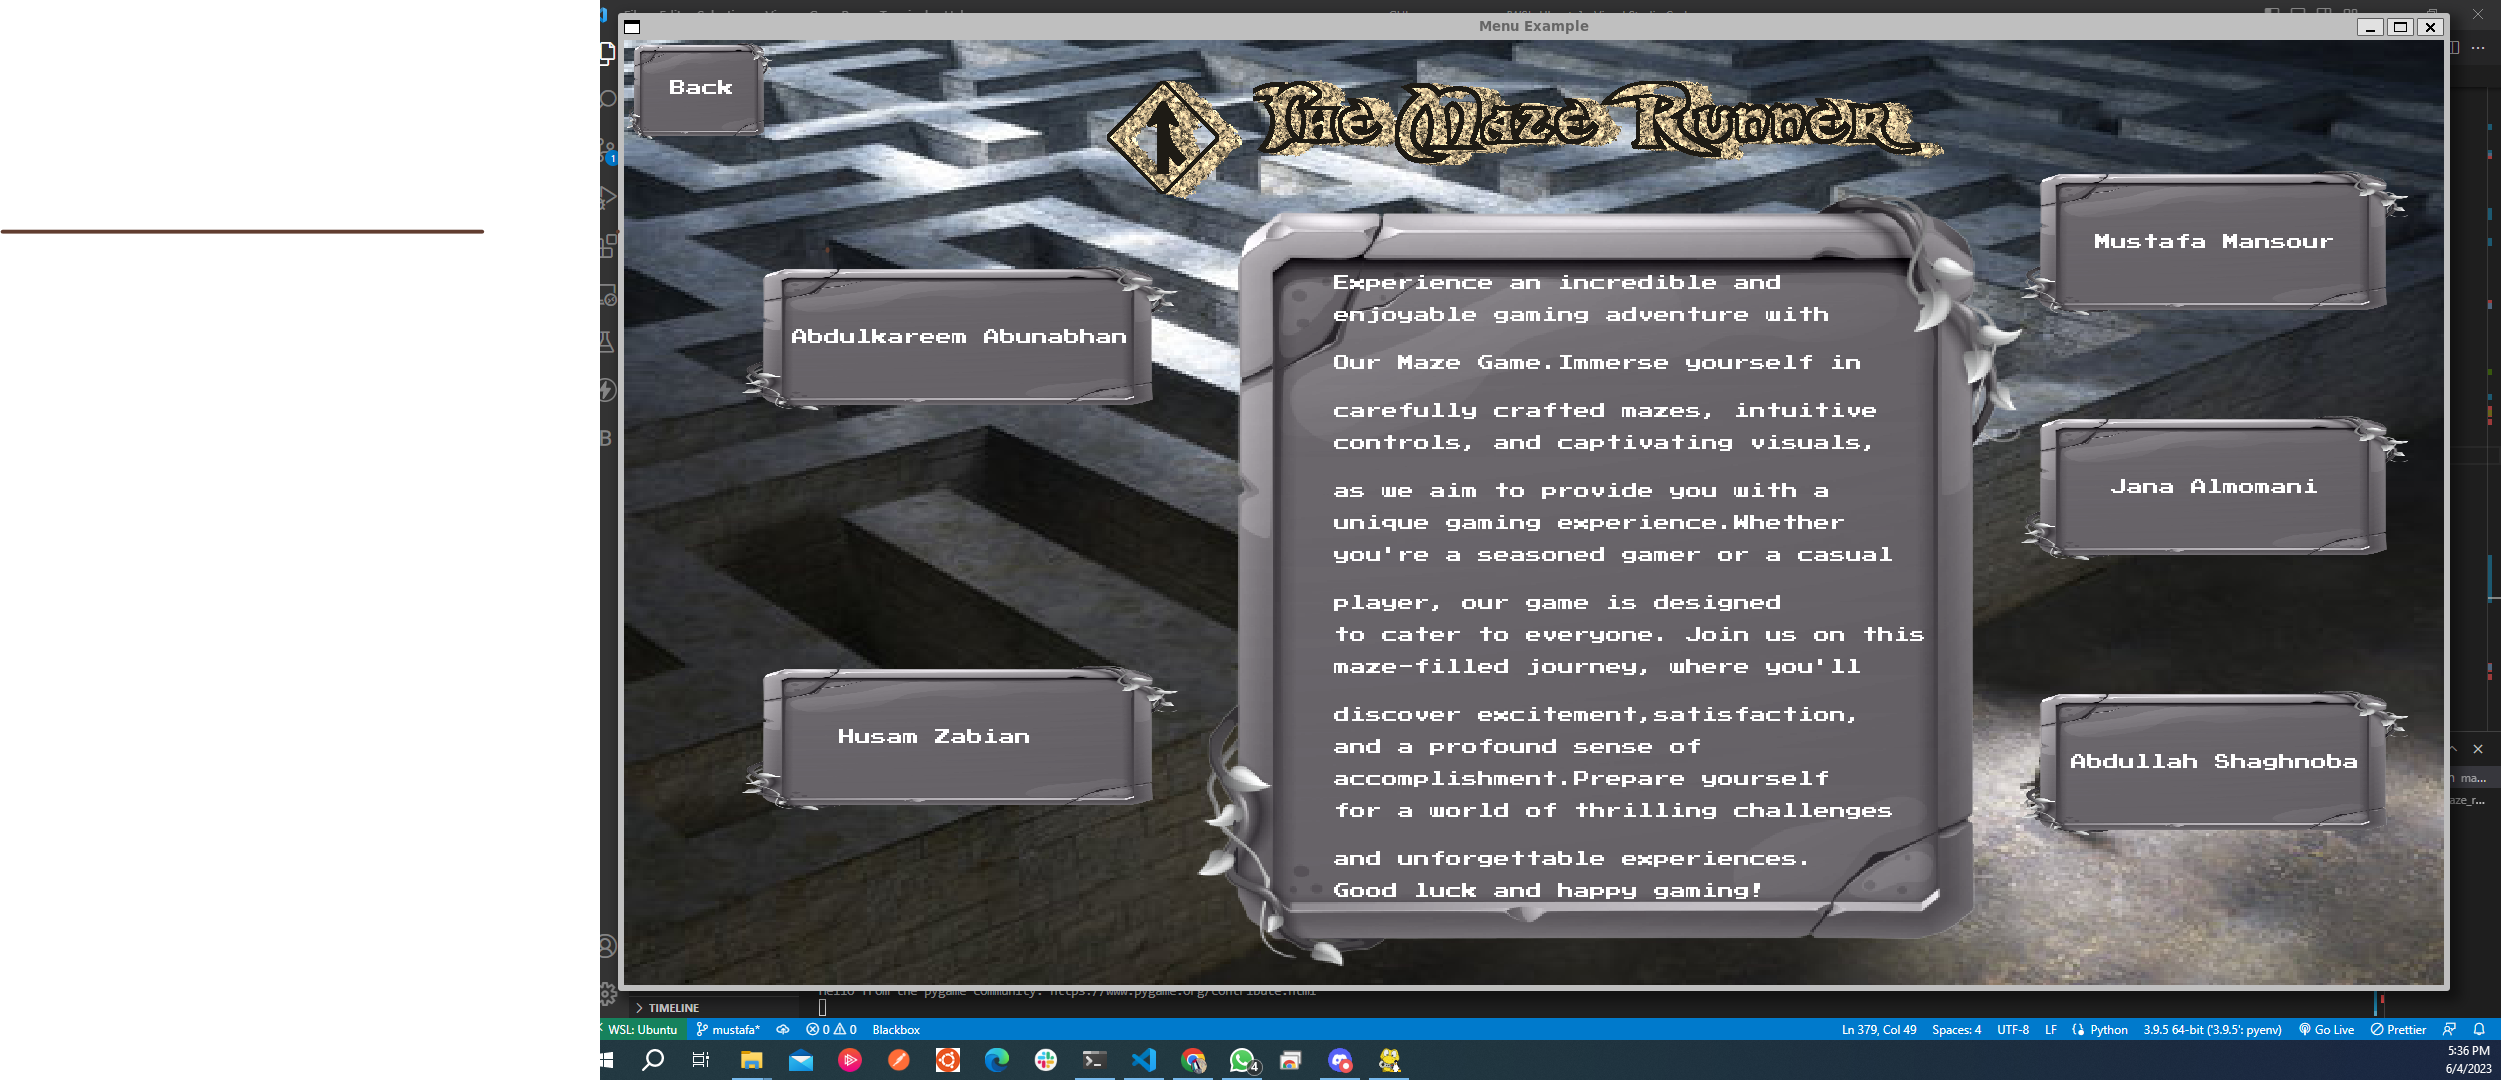 Menu Example
Back
The Maze Runner
Mustafa Mansour
Abdulkareem Abunabhan
Jana Almomani
Husam Zabian
Abdullah Shaghnoba
Experience an incredible and
enjoyable gaming adventure with
Our Maze Game.Immerse yourself in
carefully crafted mazes, intuitive
controls, and captivating visuals,
as we aim to provide you with a
unique gaming experience.Whether
you're a seasoned gamer or a casual
player, our game is designed
to cater to everyone. Join us on this
maze-filled journey, where you'll
discover excitement,satisfaction,
and a profound sense of
accomplishment.Prepare yourself
for a world of thrilling challenges
and unforgettable experiences.
Good luck and happy gaming!
1
ma...
aze_r...
Hello from the pygame community. https://www.pygame.org/contribute.html
TIMELINE
WSL: Ubuntu mustafa* 0 0 Blackbox Ln 379, Col 49 Spaces: 4 UTF-8 LF Python 3.9.5 64-bit ('3.9.5': pyenv) Go Live Prettier
4
5:36 PM
6/4/2023